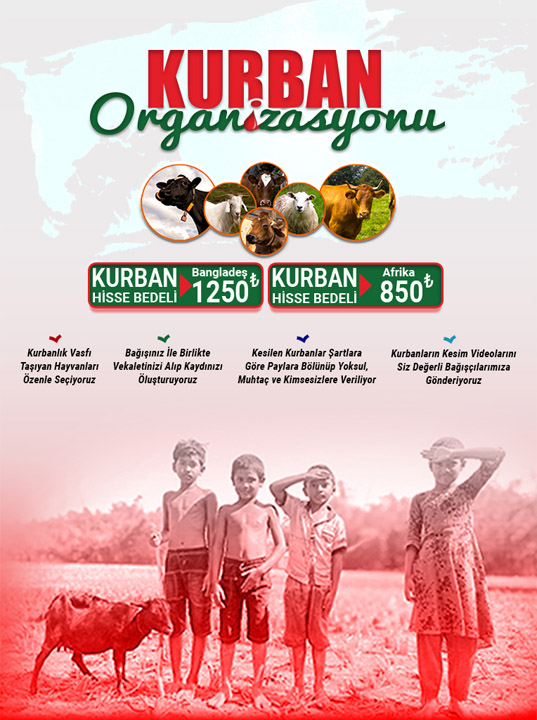 KURBAN
Organizasyonu
KURBAN
HİSSE BEDELİ
Bangladeş
1250₺
KURBAN
HİSSE BEDELİ
Afrika
850₺
Kurbanlık Vasfı
Taşıyan Hayvanları
Özenle Seçiyoruz
Bağışınız İle Birlikte
Vekaletinizi Alıp Kaydınızı
Öluşturuyoruz
Kesilen Kurbanlar Şartlara
Göre Paylara Bölünüp Yoksul,
Muhtaç ve Kimsesizlere Veriliyor
Kurbanların Kesim Videolarını
Siz Değerli Bağışçılarımıza
Gönderiyoruz